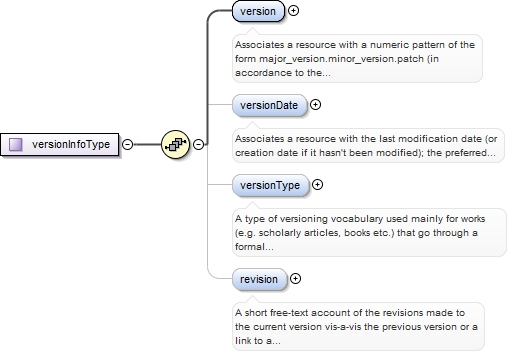 version
Associates a resource with a numeric pattern of the
form major_version.minor_version.patch (in
accordance to the...
versionDate
Associates a resource with the last modification date (or
creation date if it hasn't been modified); the preferred...
versionInfoType
versionType
A type of versioning vocabulary used mainly for works
(e.g. scholarly articles, books etc.) that go through a
formal...
revision
A short free-text account of the revisions made to
the current version vis-a-vis the previous version or a
link to a...